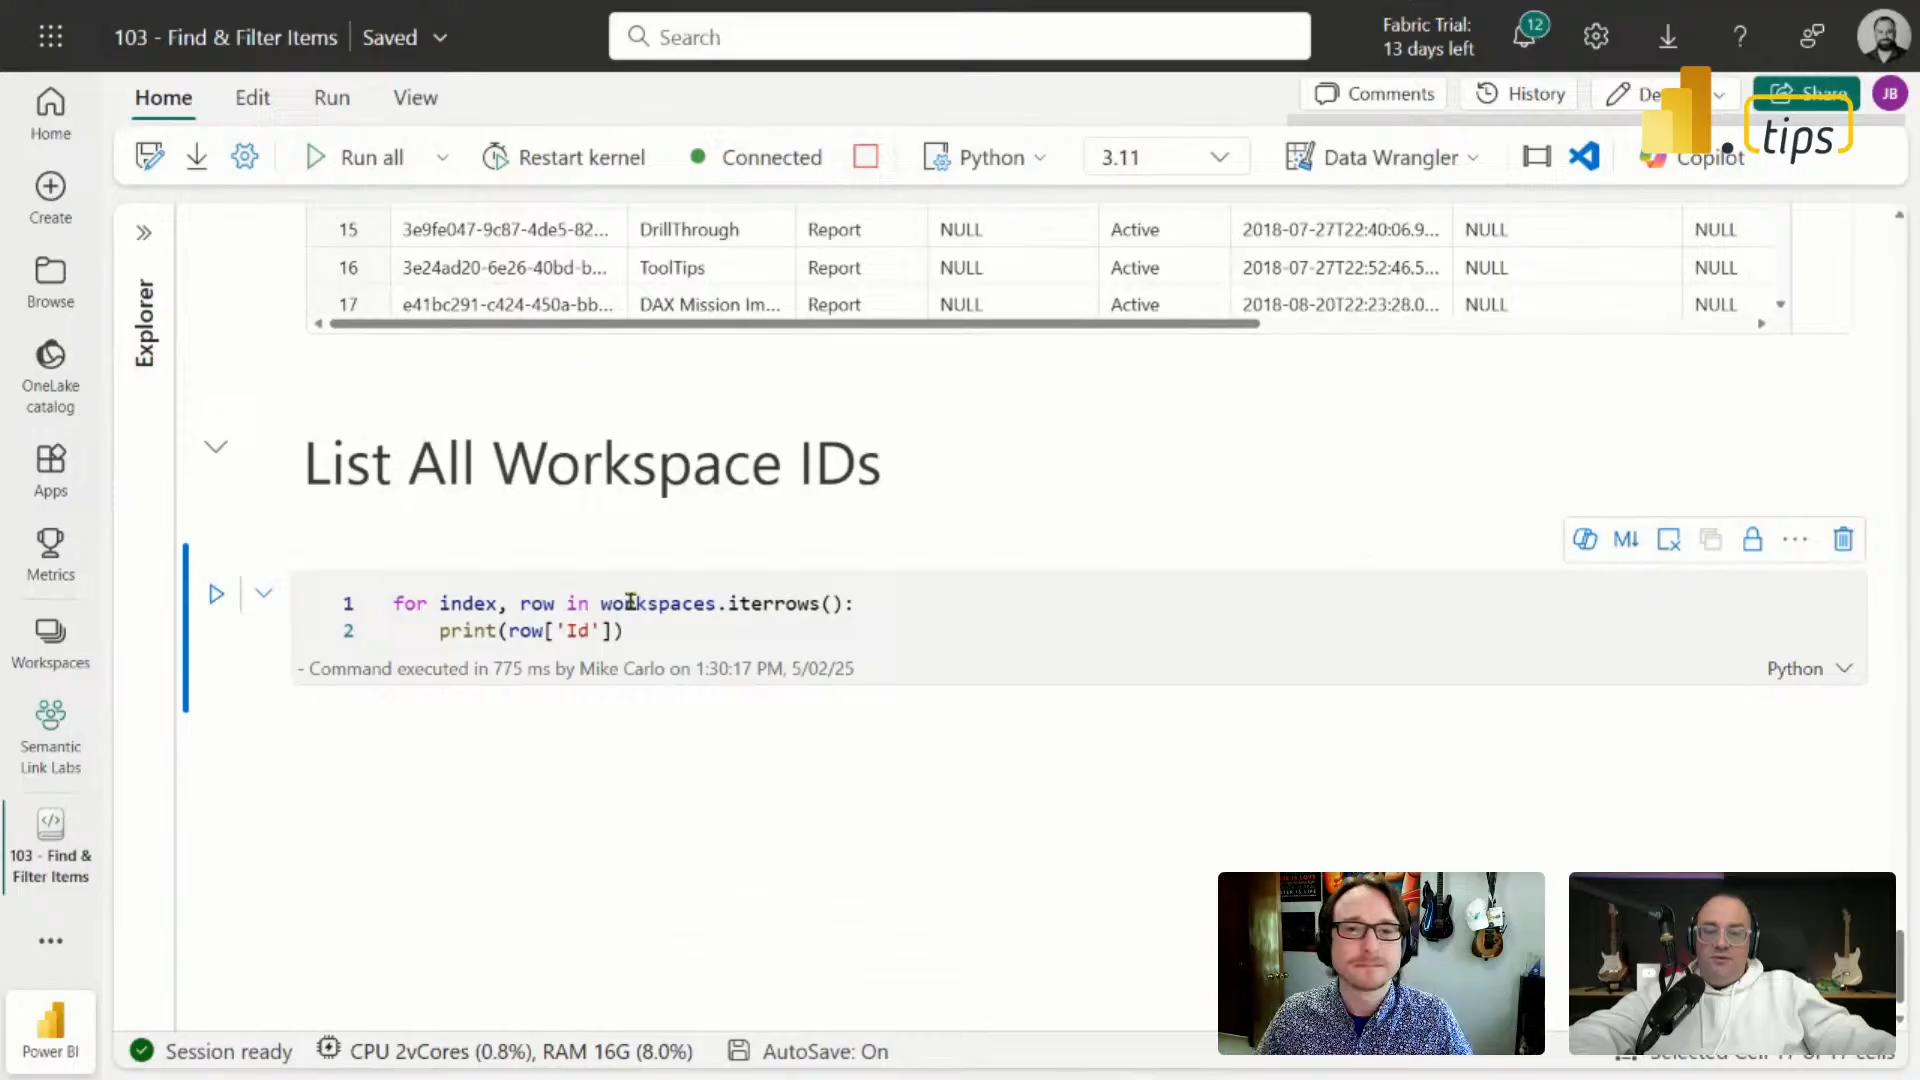 103 - Find & Filter Items
Saved
Search
Fabric Trial:
13 days left
12
Home
Edit
Run
View
Comments
History
Share
JB
.tips
Run all
Restart kernel
Connected
Python
3.11
Data Wrangler
Copilot
Home
Create
Browse
OneLake
catalog
Apps
Metrics
Workspaces
Semantic
Link Labs
103 - Find &
Filter Items
Power BI
Explorer
15 3e9fe047-9c87-4de5-82... DrillThrough Report NULL Active 2018-07-27T22:40:06.9... NULL NULL
16 3e24ad20-6e26-40bd-b... ToolTips Report NULL Active 2018-07-27T22:52:46.5... NULL NULL
17 e41bc291-c424-450a-bb... DAX Mission Im... Report NULL Active 2018-08-20T22:23:28.0... NULL NULL
List All Workspace IDs
M↓
1 for index, row in workspaces.iterrows():
2 print(row['Id'])
- Command executed in 775 ms by Mike Carlo on 1:30:17 PM, 5/02/25
Python
Session ready
CPU 2vCores (0.8%), RAM 16G (8.0%)
AutoSave: On